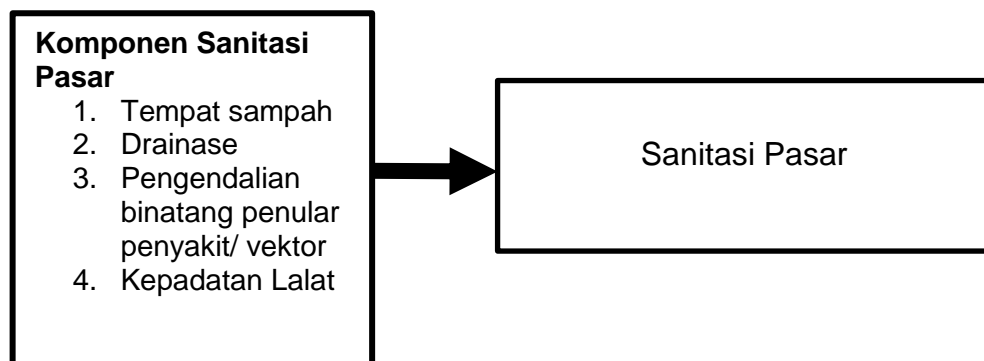 Komponen Sanitasi
Pasar
1. Tempat sampah
2. Drainase
3. Pengendalian
binatang penular
penyakit/ vektor
4. Kepadatan Lalat
Sanitasi Pasar